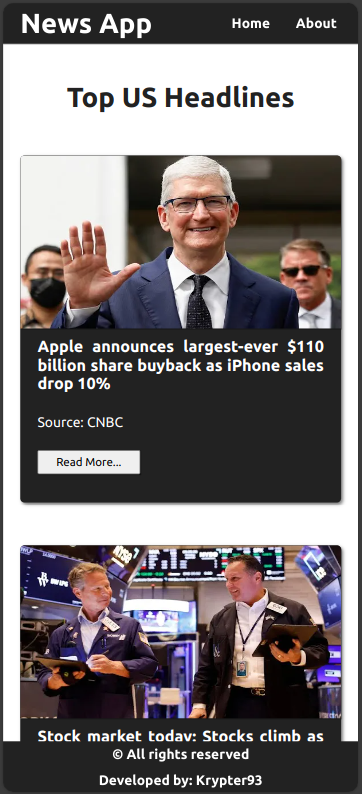 News App
Home
About
Top US Headlines
Apple announces largest-ever $110
billion share buyback as iPhone sales
drop 10%
Source: CNBC
Read More...
Stock market today: Stocks climb as
© All rights reserved
Developed by: Krypter93